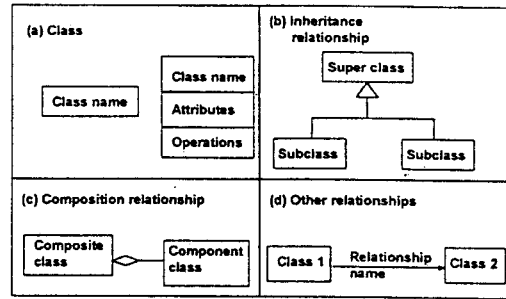 (a) Class
Class name
Class name
Attributes
Operations
(b) Inheritance
relationship
Super class
Subclass
Subclass
(c) Composition relationship
Composite
class
Component
class
(d) Other relationships
Class 1
Relationship
name
Class 2